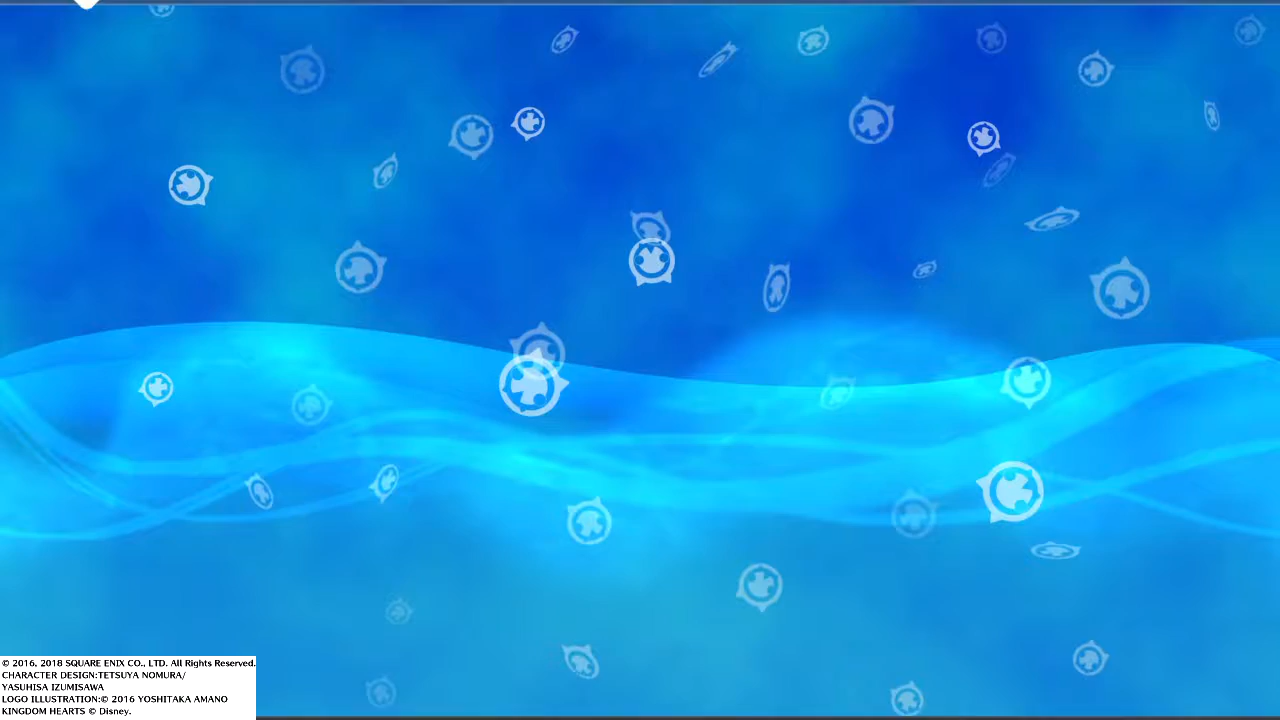 © 2016, 2018 SQUARE ENIX CO., LTD. All Rights Reserved.
CHARACTER DESIGN:TETSUYA NOMURA/
YASUHISA IZUMISAWA
LOGO ILLUSTRATION:© 2016 YOSHITAKA AMANO
KINGDOM HEARTS © Disney.